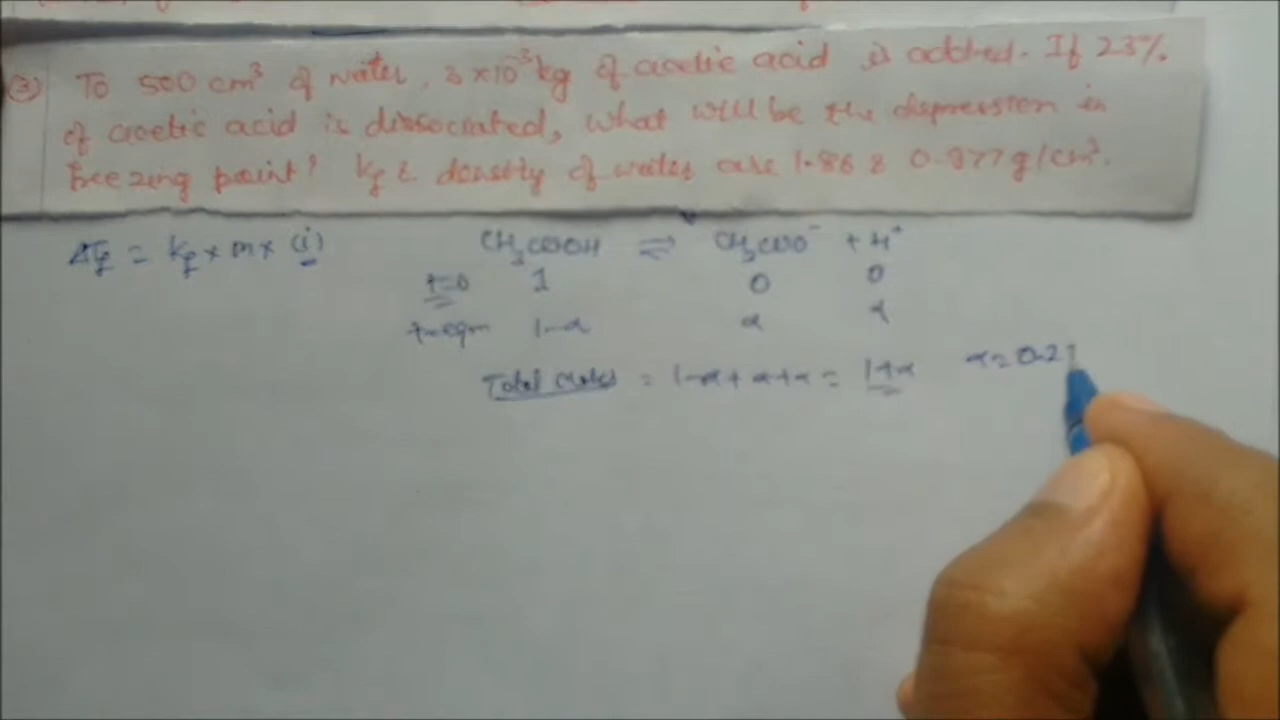 ③ To 500 cm³ of water, 3×10⁻³ kg of acetic acid is added. If 23%
of acetic acid is dissociated, what will be the depression in
freezing point? Kf & density of water are 1.86 & 0.997 g/cm³.
ΔTf = Kf × m × (i)
CH₃COOH ⇌ CH₃COO⁻ + H⁺
t=0 1 0 0
t=eqm 1-α α α
Total moles = 1-α+α+α = 1+α α=0.2